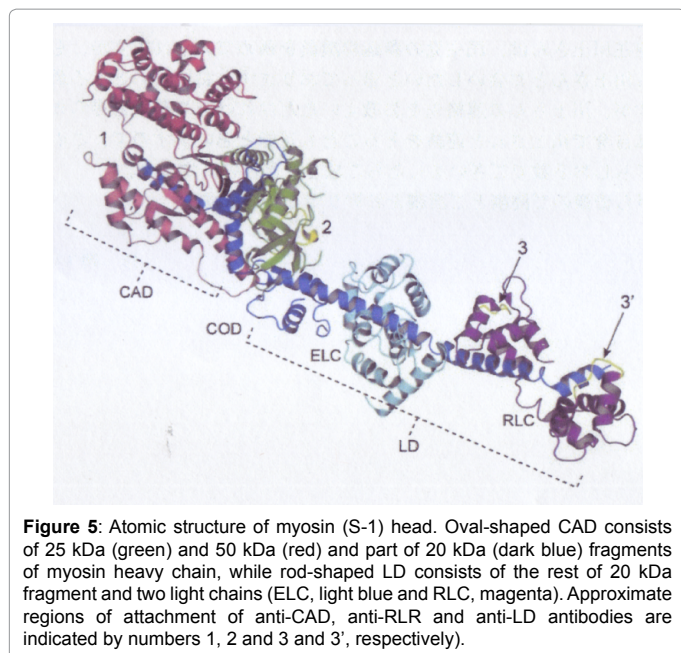 1
2
CAD
COD
ELC
3
3'
RLC
LD
Figure 5: Atomic structure of myosin (S-1) head. Oval-shaped CAD consists
of 25 kDa (green) and 50 kDa (red) and part of 20 kDa (dark blue) fragments
of myosin heavy chain, while rod-shaped LD consists of the rest of 20 kDa
fragment and two light chains (ELC, light blue and RLC, magenta). Approximate
regions of attachment of anti-CAD, anti-RLR and anti-LD antibodies are
indicated by numbers 1, 2 and 3 and 3', respectively).